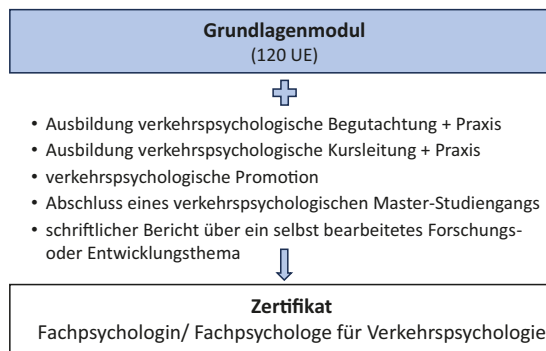 Grundlagenmodul
(120 UE)
• Ausbildung verkehrspsychologische Begutachtung + Praxis
• Ausbildung verkehrspsychologische Kursleitung + Praxis
• verkehrspsychologische Promotion
• Abschluss eines verkehrspsychologischen Master-Studiengangs
• schriftlicher Bericht über ein selbst bearbeitetes Forschungs-
oder Entwicklungsthema
Zertifikat
Fachpsychologin/ Fachpsychologe für Verkehrspsychologie